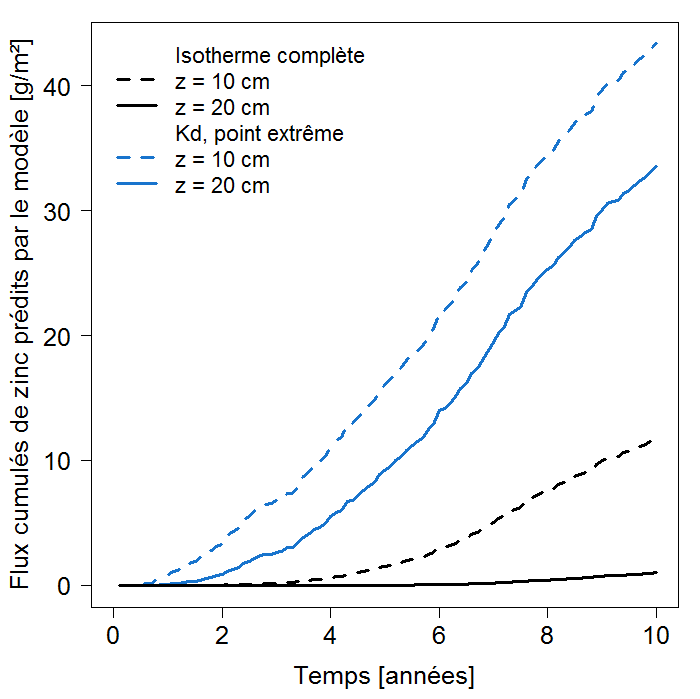 Flux cumulés de zinc prédits par le modèle [g/m²]
Isotherme complète
z = 10 cm
z = 20 cm
Kd, point extrême
z = 10 cm
z = 20 cm
40
30
20
10
0
0 2 4 6 8 10
Temps [années]